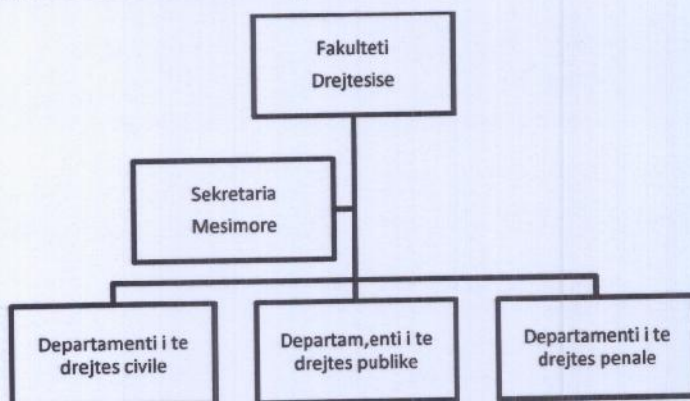 Fakulteti
Drejtesise
Sekretaria
Mesimore
Departamenti i te
drejtes civile
Departam,enti i te
drejtes publike
Departamenti i te
drejtes penale